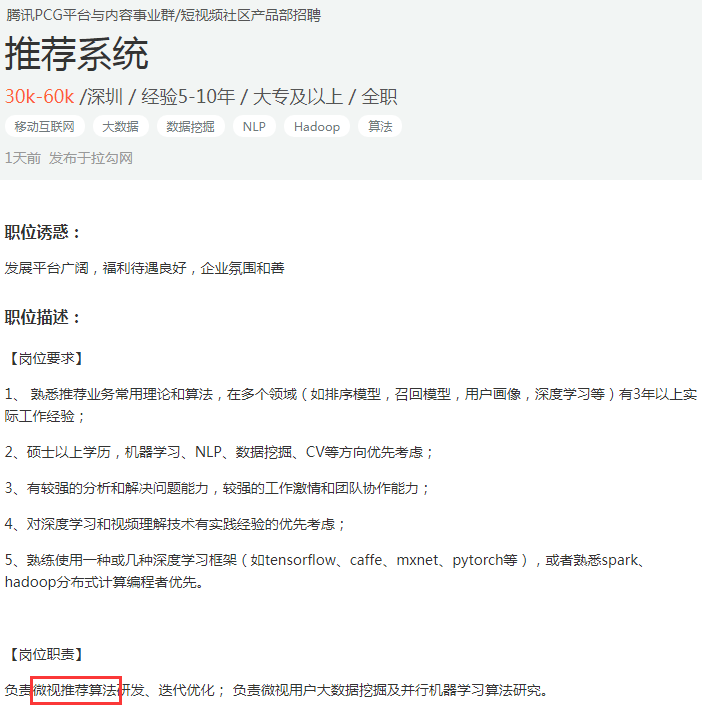 腾讯PCG平台与内容事业群/短视频社区产品部招聘
推荐系统
30k-60k /深圳 / 经验5-10年 / 大专及以上 / 全职
移动互联网 大数据 数据挖掘 NLP Hadoop 算法
1天前 发布于拉勾网
职位诱惑：
发展平台广阔，福利待遇良好，企业氛围和善
职位描述：
【岗位要求】
1、 熟悉推荐业务常用理论和算法，在多个领域（如排序模型，召回模型，用户画像，深度学习等）有3年以上实
际工作经验；
2、硕士以上学历，机器学习、NLP、数据挖掘、CV等方向优先考虑；
3、有较强的分析和解决问题能力，较强的工作激情和团队协作能力；
4、对深度学习和视频理解技术有实践经验的优先考虑；
5、熟练使用一种或几种深度学习框架（如tensorflow、caffe、mxnet、pytorch等），或者熟悉spark、
hadoop分布式计算编程者优先。
【岗位职责】
负责微视推荐算法研发、迭代优化； 负责微视用户大数据挖掘及并行机器学习算法研究。